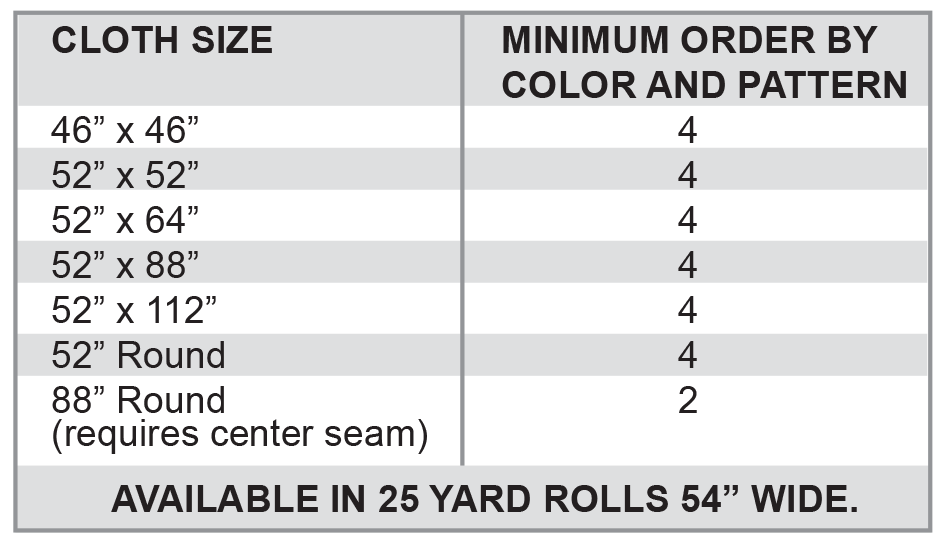 CLOTH SIZE
MINIMUM ORDER BY
COLOR AND PATTERN
46” x 46” 4
52” x 52” 4
52” x 64” 4
52” x 88” 4
52” x 112” 4
52” Round 4
88” Round 2
(requires center seam)
AVAILABLE IN 25 YARD ROLLS 54” WIDE.